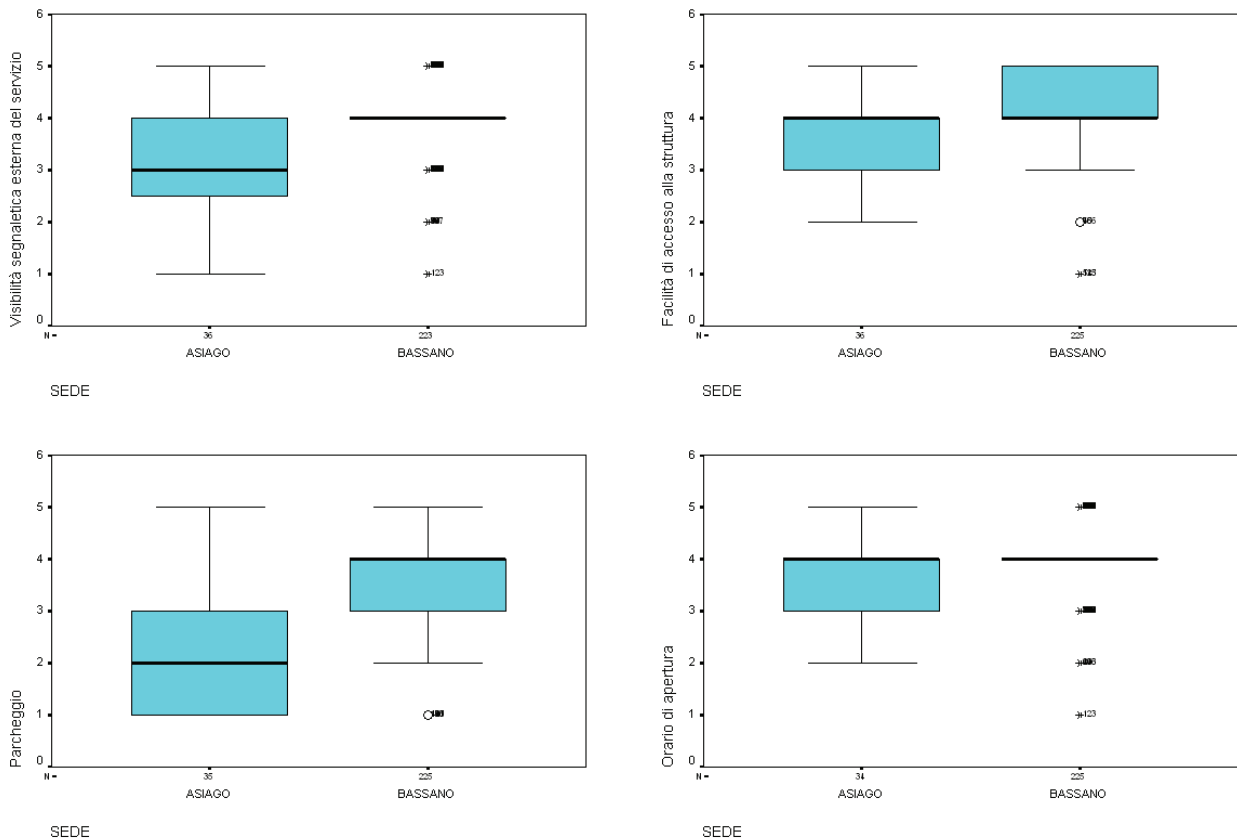 Visibilità segnaletica esterna del servizio
6
5
4
3
2
1
0
123
N =
36
223
ASIAGO
BASSANO
SEDE
Facilità di accesso alla struttura
6
5
4
3
2
1
0
N =
36
225
ASIAGO
BASSANO
SEDE
Parcheggio
6
5
4
3
2
1
0
N =
35
225
ASIAGO
BASSANO
SEDE
Orario di apertura
6
5
4
3
2
1
0
123
N =
34
225
ASIAGO
BASSANO
SEDE